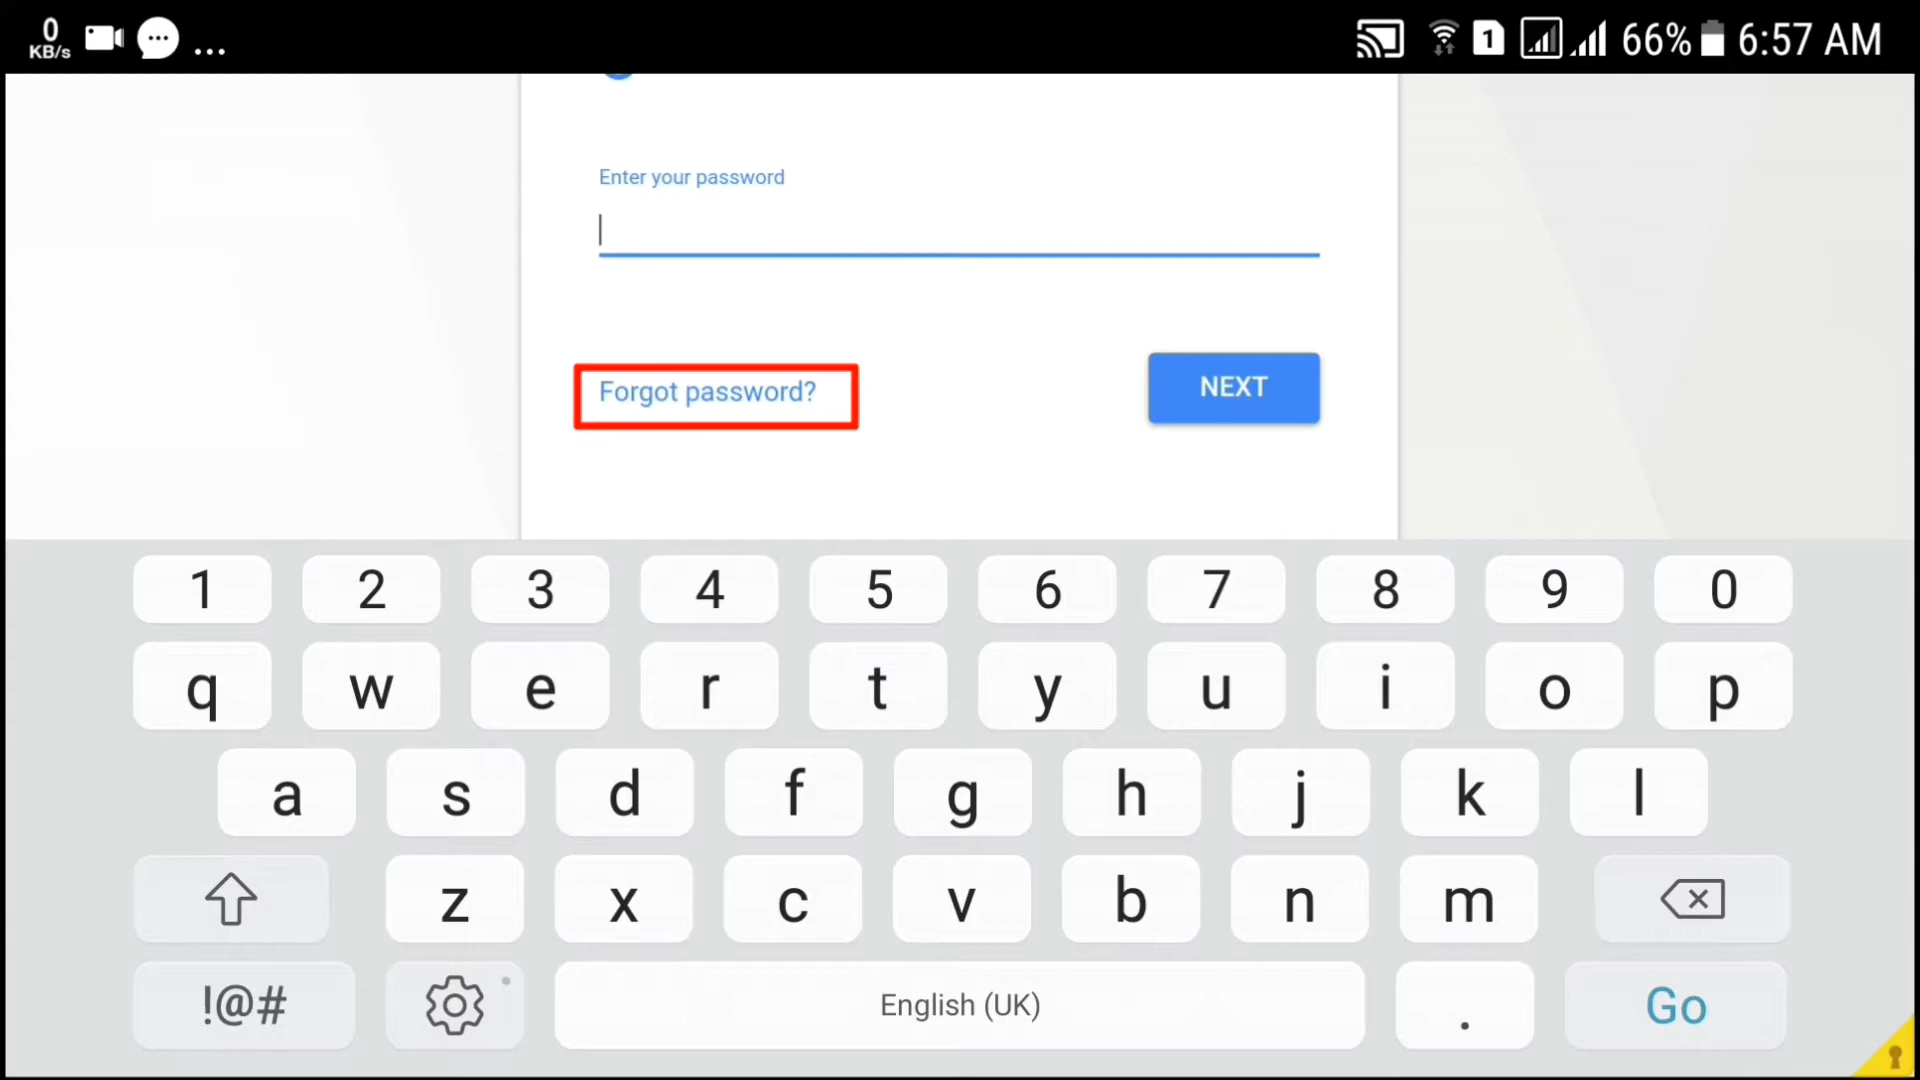 0 KB/s ... 1 66% 6:57 AM
Enter your password
Forgot password? NEXT
1 2 3 4 5 6 7 8 9 0
q w e r t y u i o p
a s d f g h j k l
z x c v b n m
!@# English (UK) . Go